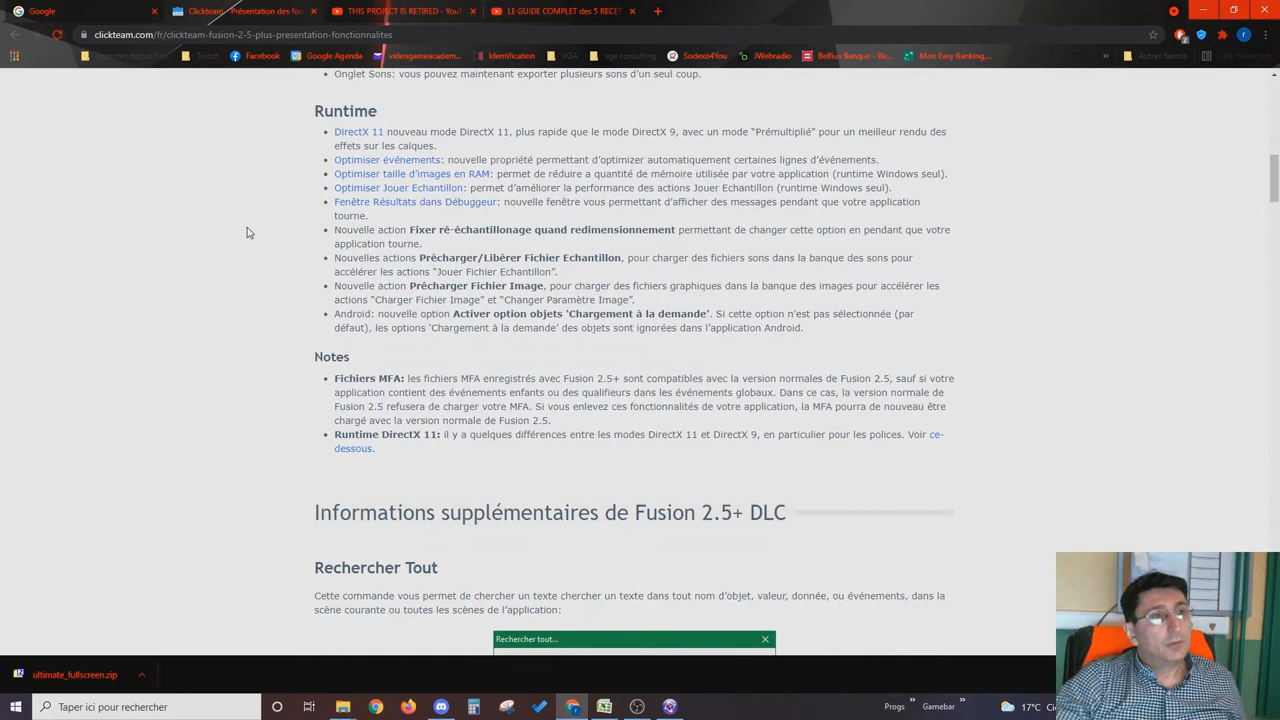 Google
Clickteam - Présentation des fon
THIS PROJECT IS RETIRED - YouT
LE GUIDE COMPLET des 5 RECET
clickteam.com/fr/clickteam-fusion-2-5-plus-presentation-fonctionnalites
Twitch
Facebook
Google Agenda
videogameacadem...
Identification
VGA
vga consulting
Sodexo4You
JWebradio
Belfius Banque - Ba...
Mon Easy Banking,...
Autres favoris
Liste de lecture
Onglet Sons: vous pouvez maintenant exporter plusieurs sons d'un seul coup.
Runtime
DirectX 11 nouveau mode DirectX 11, plus rapide que le mode DirectX 9, avec un mode “Prémultiplié” pour un meilleur rendu des
effets sur les calques.
Optimiser événements: nouvelle propriété permettant d'optimizer automatiquement certaines lignes d'événements.
Optimiser taille d'images en RAM: permet de réduire a quantité de mémoire utilisée par votre application (runtime Windows seul).
Optimiser Jouer Echantillon: permet d'améliorer la performance des actions Jouer Echantillon (runtime Windows seul).
Fenêtre Résultats dans Débuggeur: nouvelle fenêtre vous permettant d'afficher des messages pendant que votre application
tourne.
Nouvelle action Fixer ré-échantillonage quand redimensionnement permettant de changer cette option en pendant que votre
application tourne.
Nouvelles actions Précharger/Libérer Fichier Echantillon, pour charger des fichiers sons dans la banque des sons pour
accélérer les actions “Jouer Fichier Echantillon”.
Nouvelle action Précharger Fichier Image, pour charger des fichiers graphiques dans la banque des images pour accélérer les
actions “Charger Fichier Image” et “Changer Paramètre Image”.
Android: nouvelle option Activer option objets ‘Chargement à la demande’. Si cette option n'est pas sélectionnée (par
défaut), les options ‘Chargement à la demande’ des objets sont ignorées dans l'application Android.
Notes
Fichiers MFA: les fichiers MFA enregistrés avec Fusion 2.5+ sont compatibles avec la version normales de Fusion 2.5, sauf si votre
application contient des événements enfants ou des qualifieurs dans les événements globaux. Dans ce cas, la version normale de
Fusion 2.5 refusera de charger votre MFA. Si vous enlevez ces fonctionnalités de votre application, la MFA pourra de nouveau être
chargé avec la version normale de Fusion 2.5.
Runtime DirectX 11: il y a quelques différences entre les modes DirectX 11 et DirectX 9, en particulier pour les polices. Voir ce-
dessous.
Informations supplémentaires de Fusion 2.5+ DLC
Rechercher Tout
Cette commande vous permet de chercher un texte chercher un texte dans tout nom d'objet, valeur, donnée, ou événements, dans la
scène courante ou toutes les scènes de l'application:
Rechercher tout...
ultimate_fullscreen.zip
Taper ici pour rechercher
Progs
Gamebar
17°C